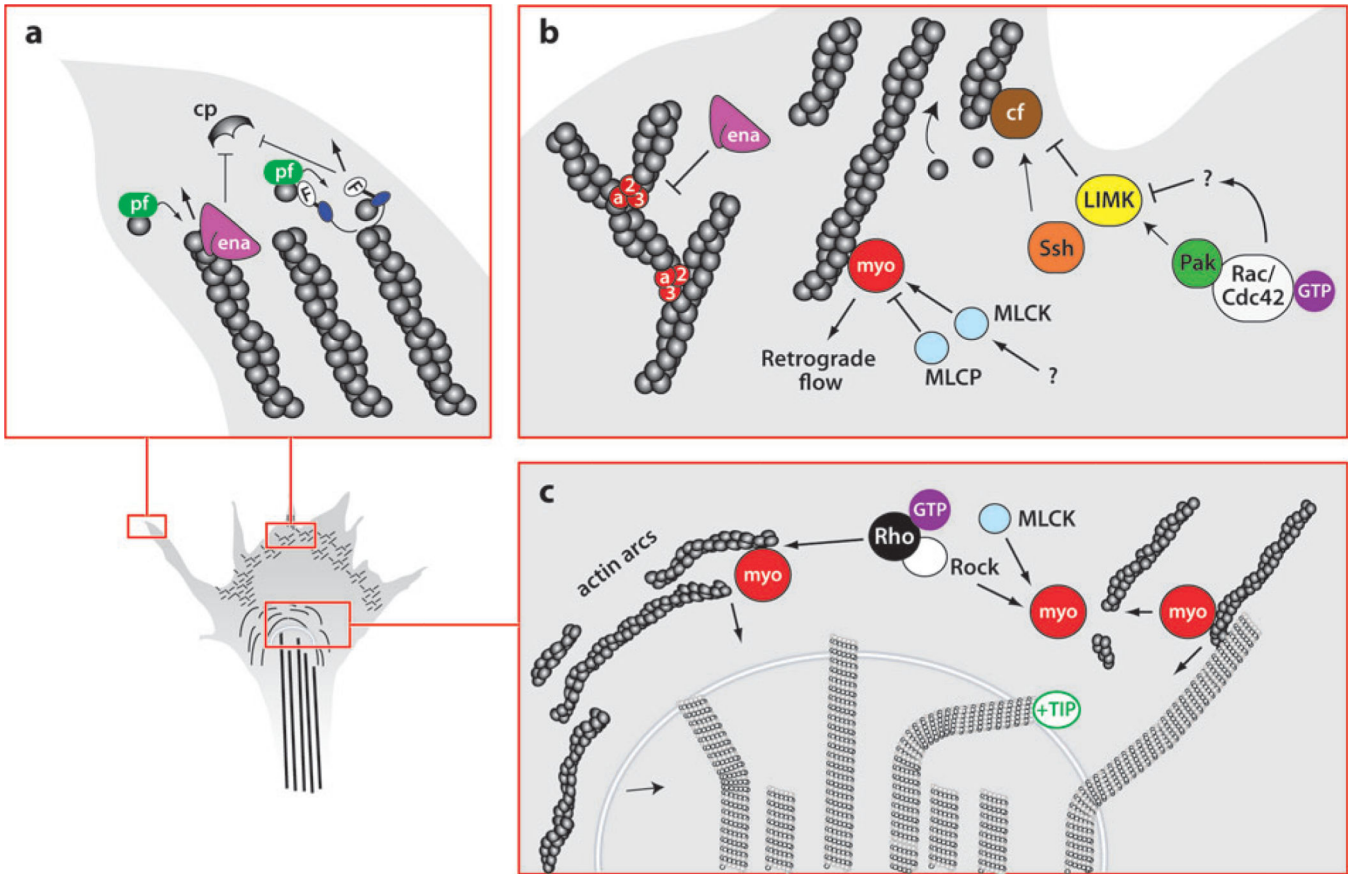 a
cp
pf
F
F
pf
ena
b
ena
cf
a 2 3
a 2 3
LIMK
?
Ssh
Pak
Rac/
Cdc42
GTP
myo
MLCK
Retrograde
flow
MLCP
?
c
actin arcs
GTP
Rho
Rock
MLCK
myo
myo
myo
+TIP